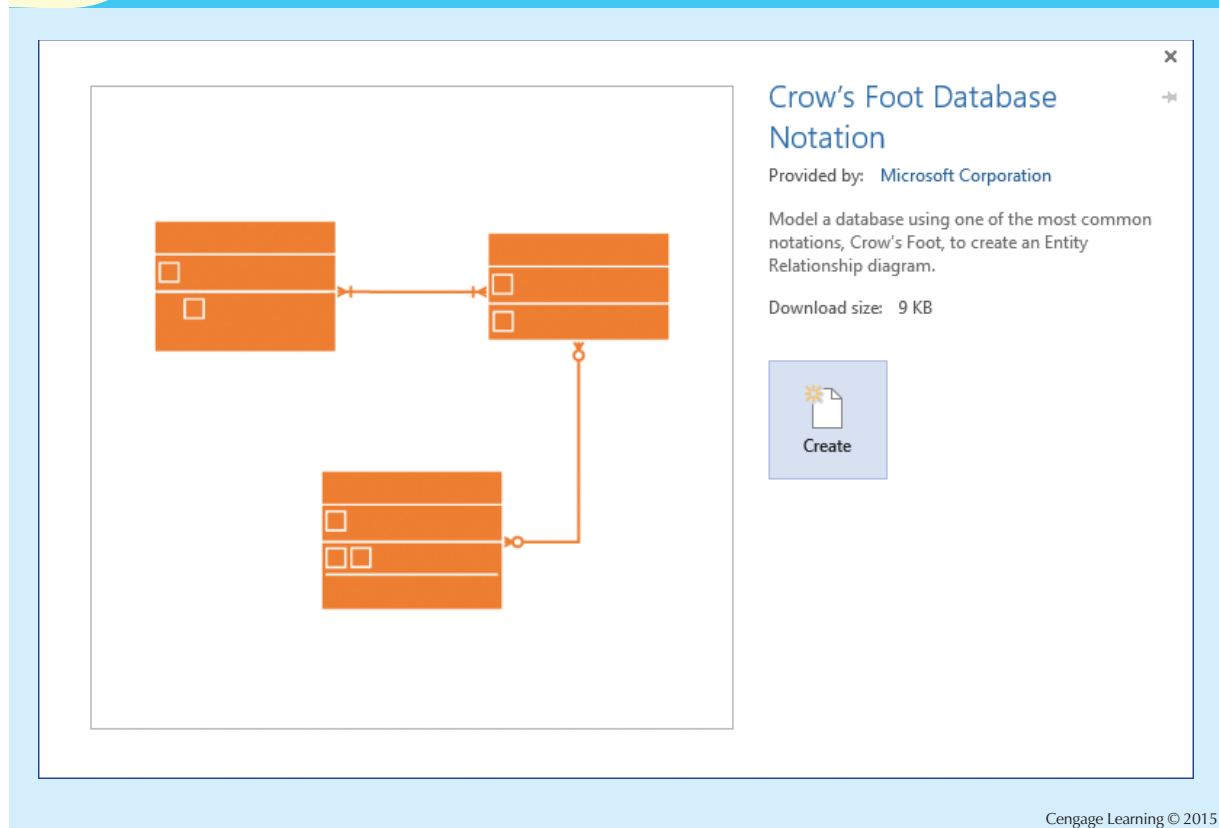 Crow's Foot Database
Notation
Provided by: Microsoft Corporation
Model a database using one of the most common
notations, Crow's Foot, to create an Entity
Relationship diagram.
Download size: 9 KB
Create
Cengage Learning © 2015